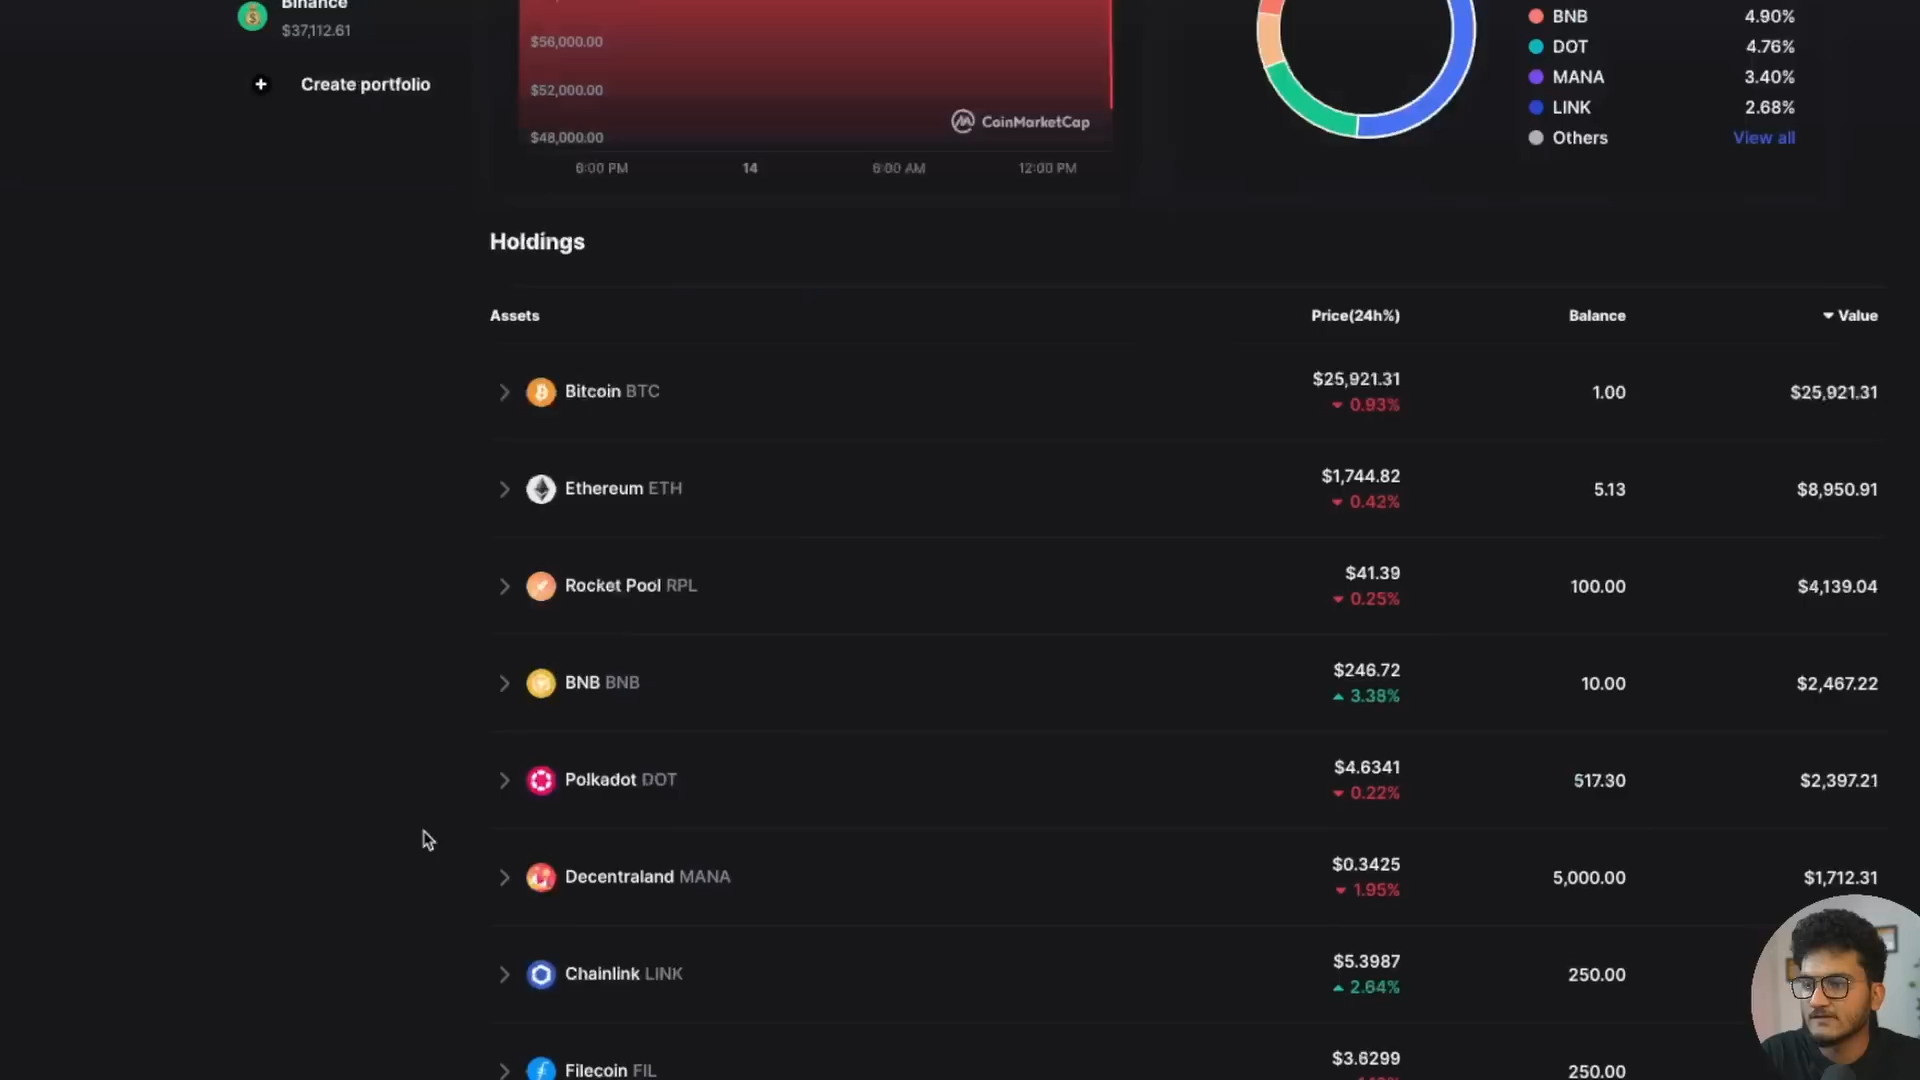 Binance
$37,112.61
Create portfolio
$56,000.00
$52,000.00
$48,000.00
CoinMarketCap
6:00 PM 14 6:00 AM 12:00 PM
BNB 4.90%
DOT 4.76%
MANA 3.40%
LINK 2.68%
Others View all
Holdings
Assets Price(24h%) Balance Value
Bitcoin BTC $25,921.31 1.00 $25,921.31
0.93%
Ethereum ETH $1,744.82 5.13 $8,950.91
0.42%
Rocket Pool RPL $41.39 100.00 $4,139.04
0.25%
BNB BNB $246.72 10.00 $2,467.22
3.38%
Polkadot DOT $4.6341 517.30 $2,397.21
0.22%
Decentraland MANA $0.3425 5,000.00 $1,712.31
1.95%
Chainlink LINK $5.3987 250.00
2.64%
Filecoin FIL $3.6299 250.00